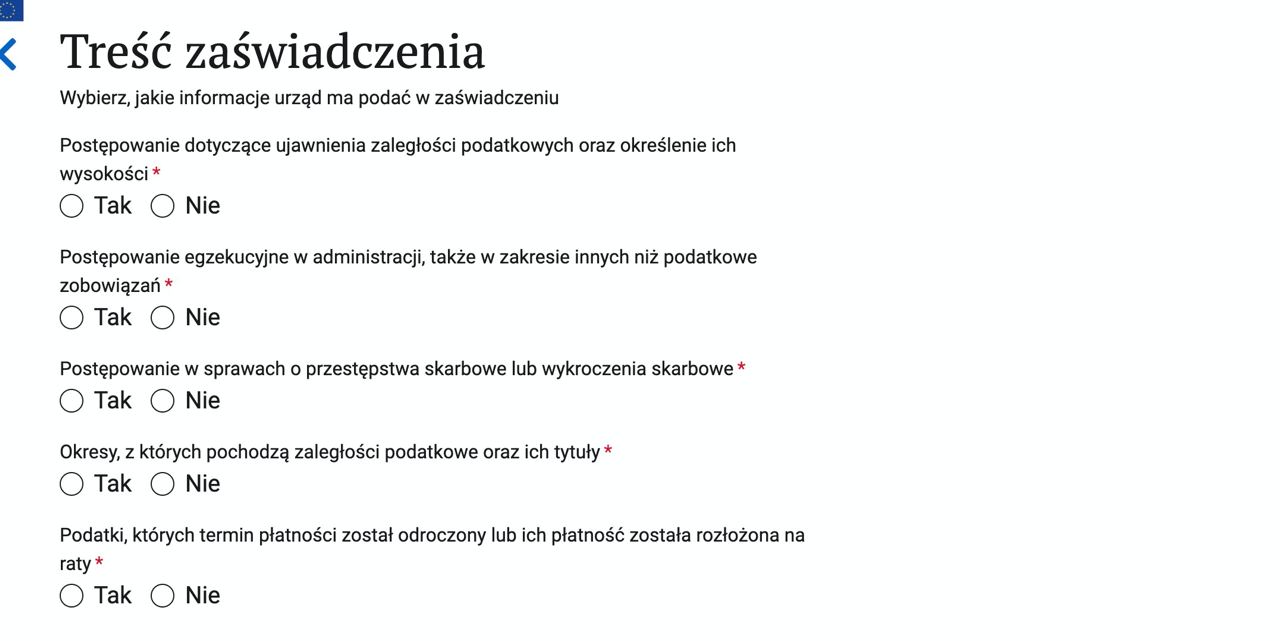 Treść zaświadczenia
Wybierz, jakie informacje urząd ma podać w zaświadczeniu
Postępowanie dotyczące ujawnienia zaległości podatkowych oraz określenie ich
wysokości *
Tak Nie
Postępowanie egzekucyjne w administracji, także w zakresie innych niż podatkowe
zobowiązań *
Tak Nie
Postępowanie w sprawach o przestępstwa skarbowe lub wykroczenia skarbowe *
Tak Nie
Okresy, z których pochodzą zaległości podatkowe oraz ich tytuły *
Tak Nie
Podatki, których termin płatności został odroczony lub ich płatność została rozłożona na
raty *
Tak Nie